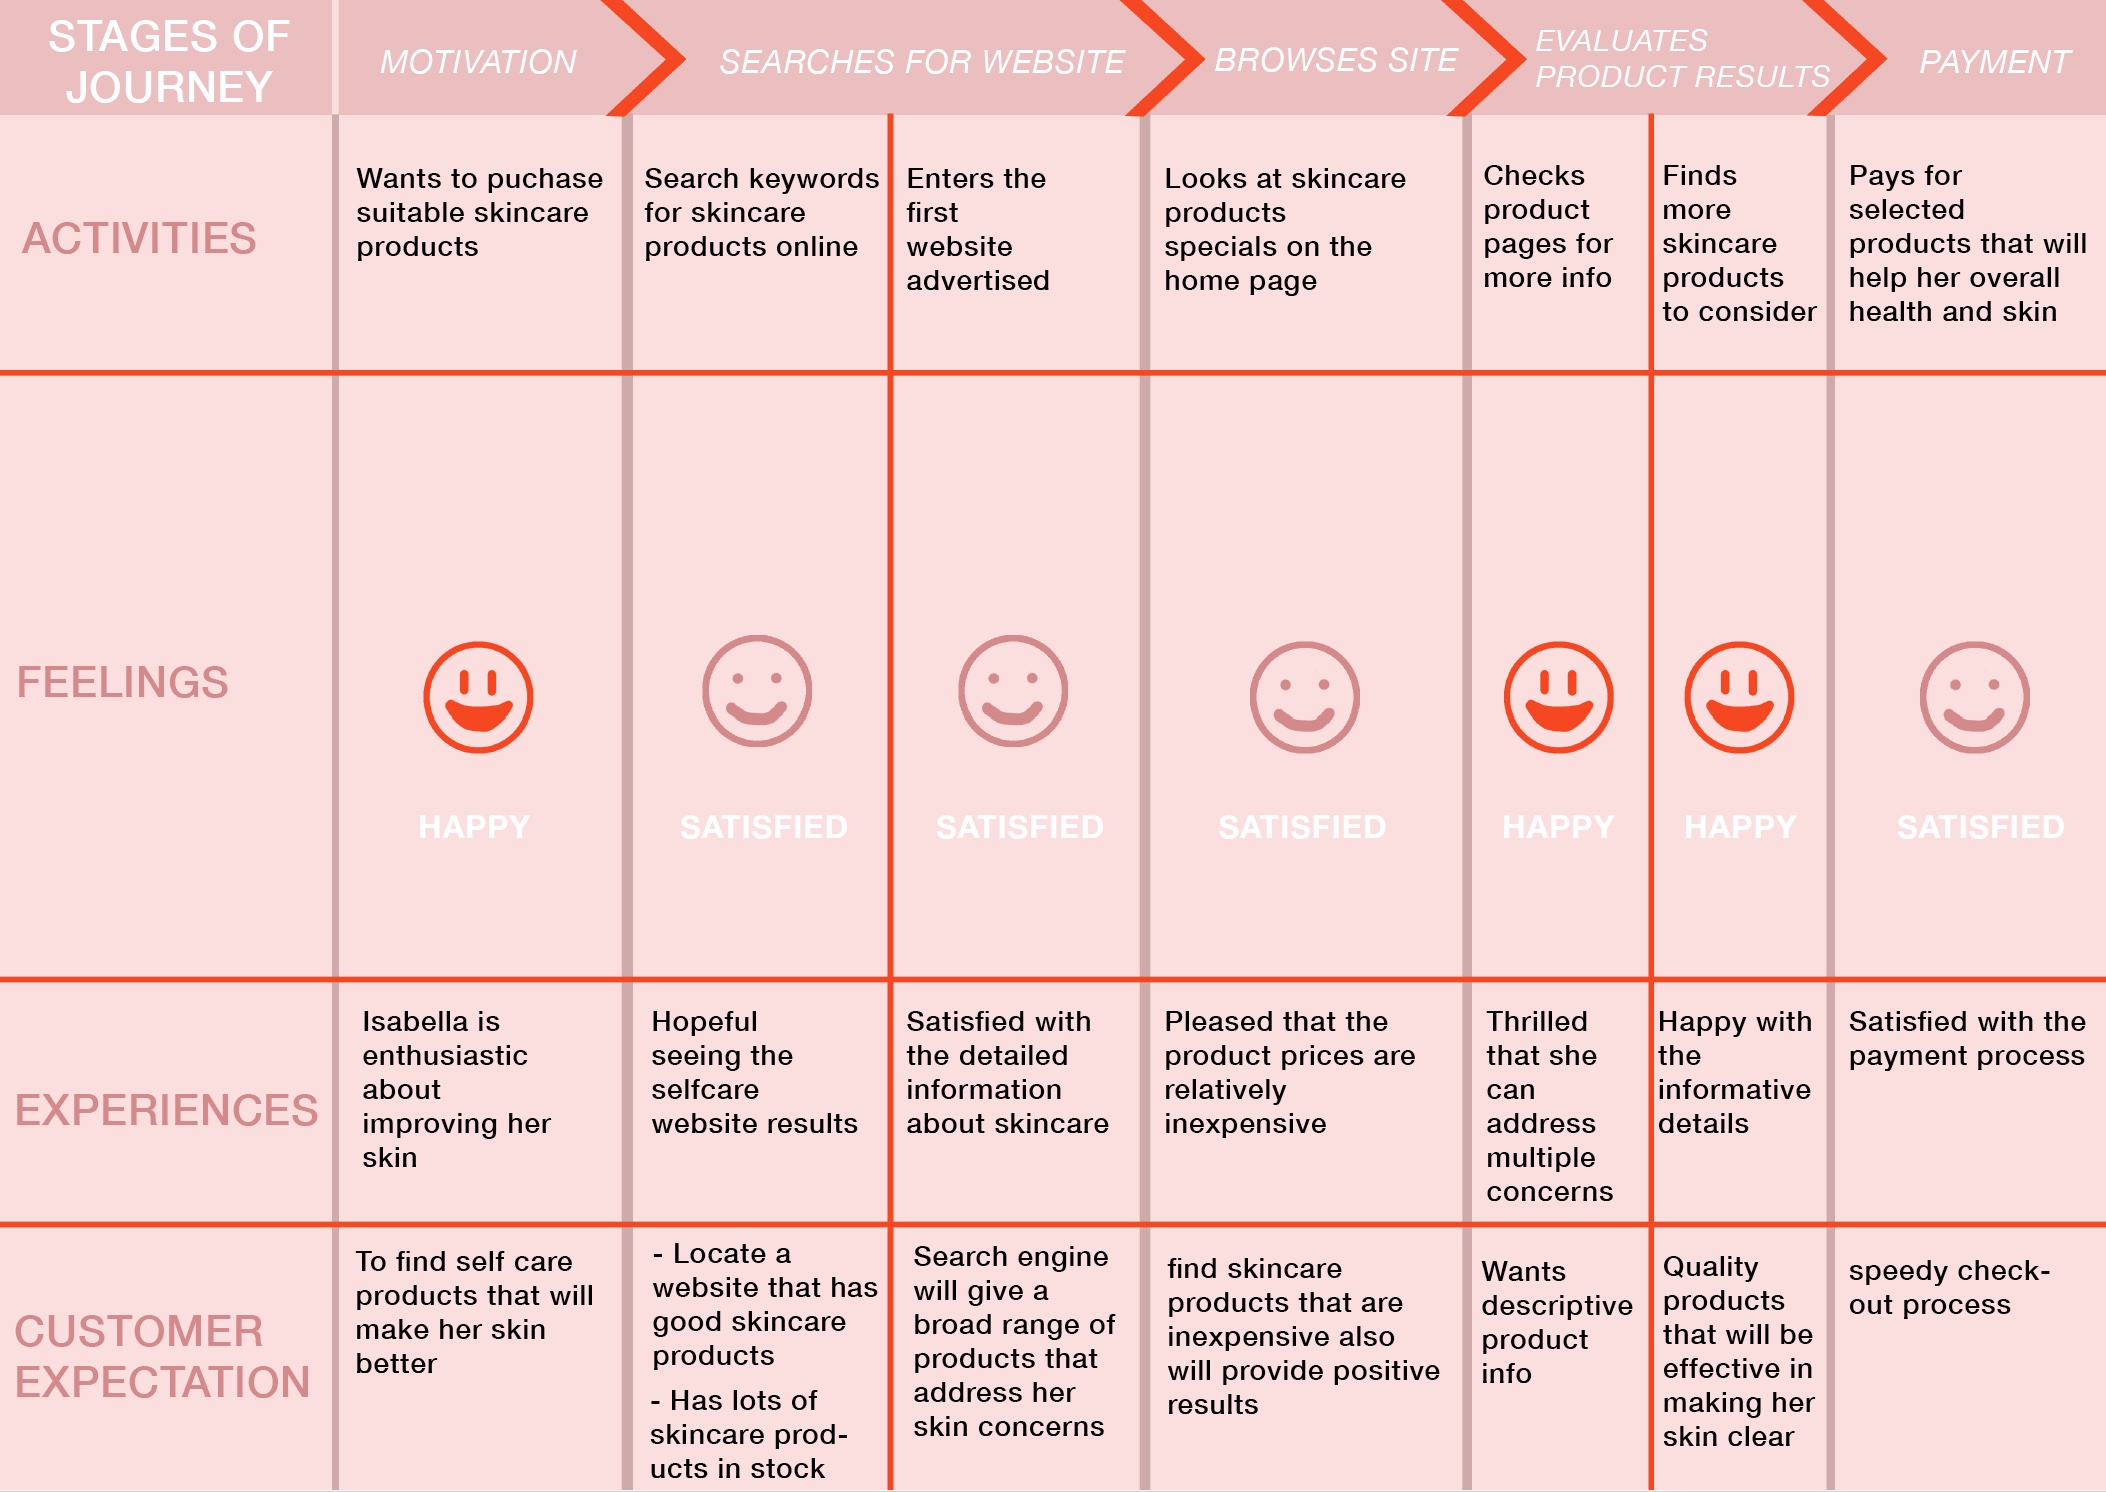 STAGES OF
JOURNEY
MOTIVATION
SEARCHES FOR WEBSITE
BROWSES SITE
EVALUATES
PRODUCT RESULTS
PAYMENT
ACTIVITIES
Wants to puchase
suitable skincare
products
Search keywords
for skincare
products online
Enters the
first
website
advertised
Looks at skincare
products
specials on the
home page
Checks
product
pages for
more info
Finds
more
skincare
products
to consider
Pays for
selected
products that will
help her overall
health and skin
FEELINGS
HAPPY
SATISFIED
SATISFIED
SATISFIED
HAPPY
HAPPY
SATISFIED
EXPERIENCES
Isabella is
enthusiastic
about
improving her
skin
Hopeful
seeing the
selfcare
website results
Satisfied with
the detailed
information
about skincare
Pleased that the
product prices are
relatively
inexpensive
Thrilled
that she
can
address
multiple
concerns
Happy with
the
informative
details
Satisfied with the
payment process
CUSTOMER
EXPECTATION
To find self care
products that will
make her skin
better
- Locate a
website that has
good skincare
products
- Has lots of
skincare prod-
ucts in stock
Search engine
will give a
broad range of
products that
address her
skin concerns
find skincare
products that are
inexpensive also
will provide positive
results
Wants
descriptive
product
info
Quality
products
that will be
effective in
making her
skin clear
speedy check-
out process